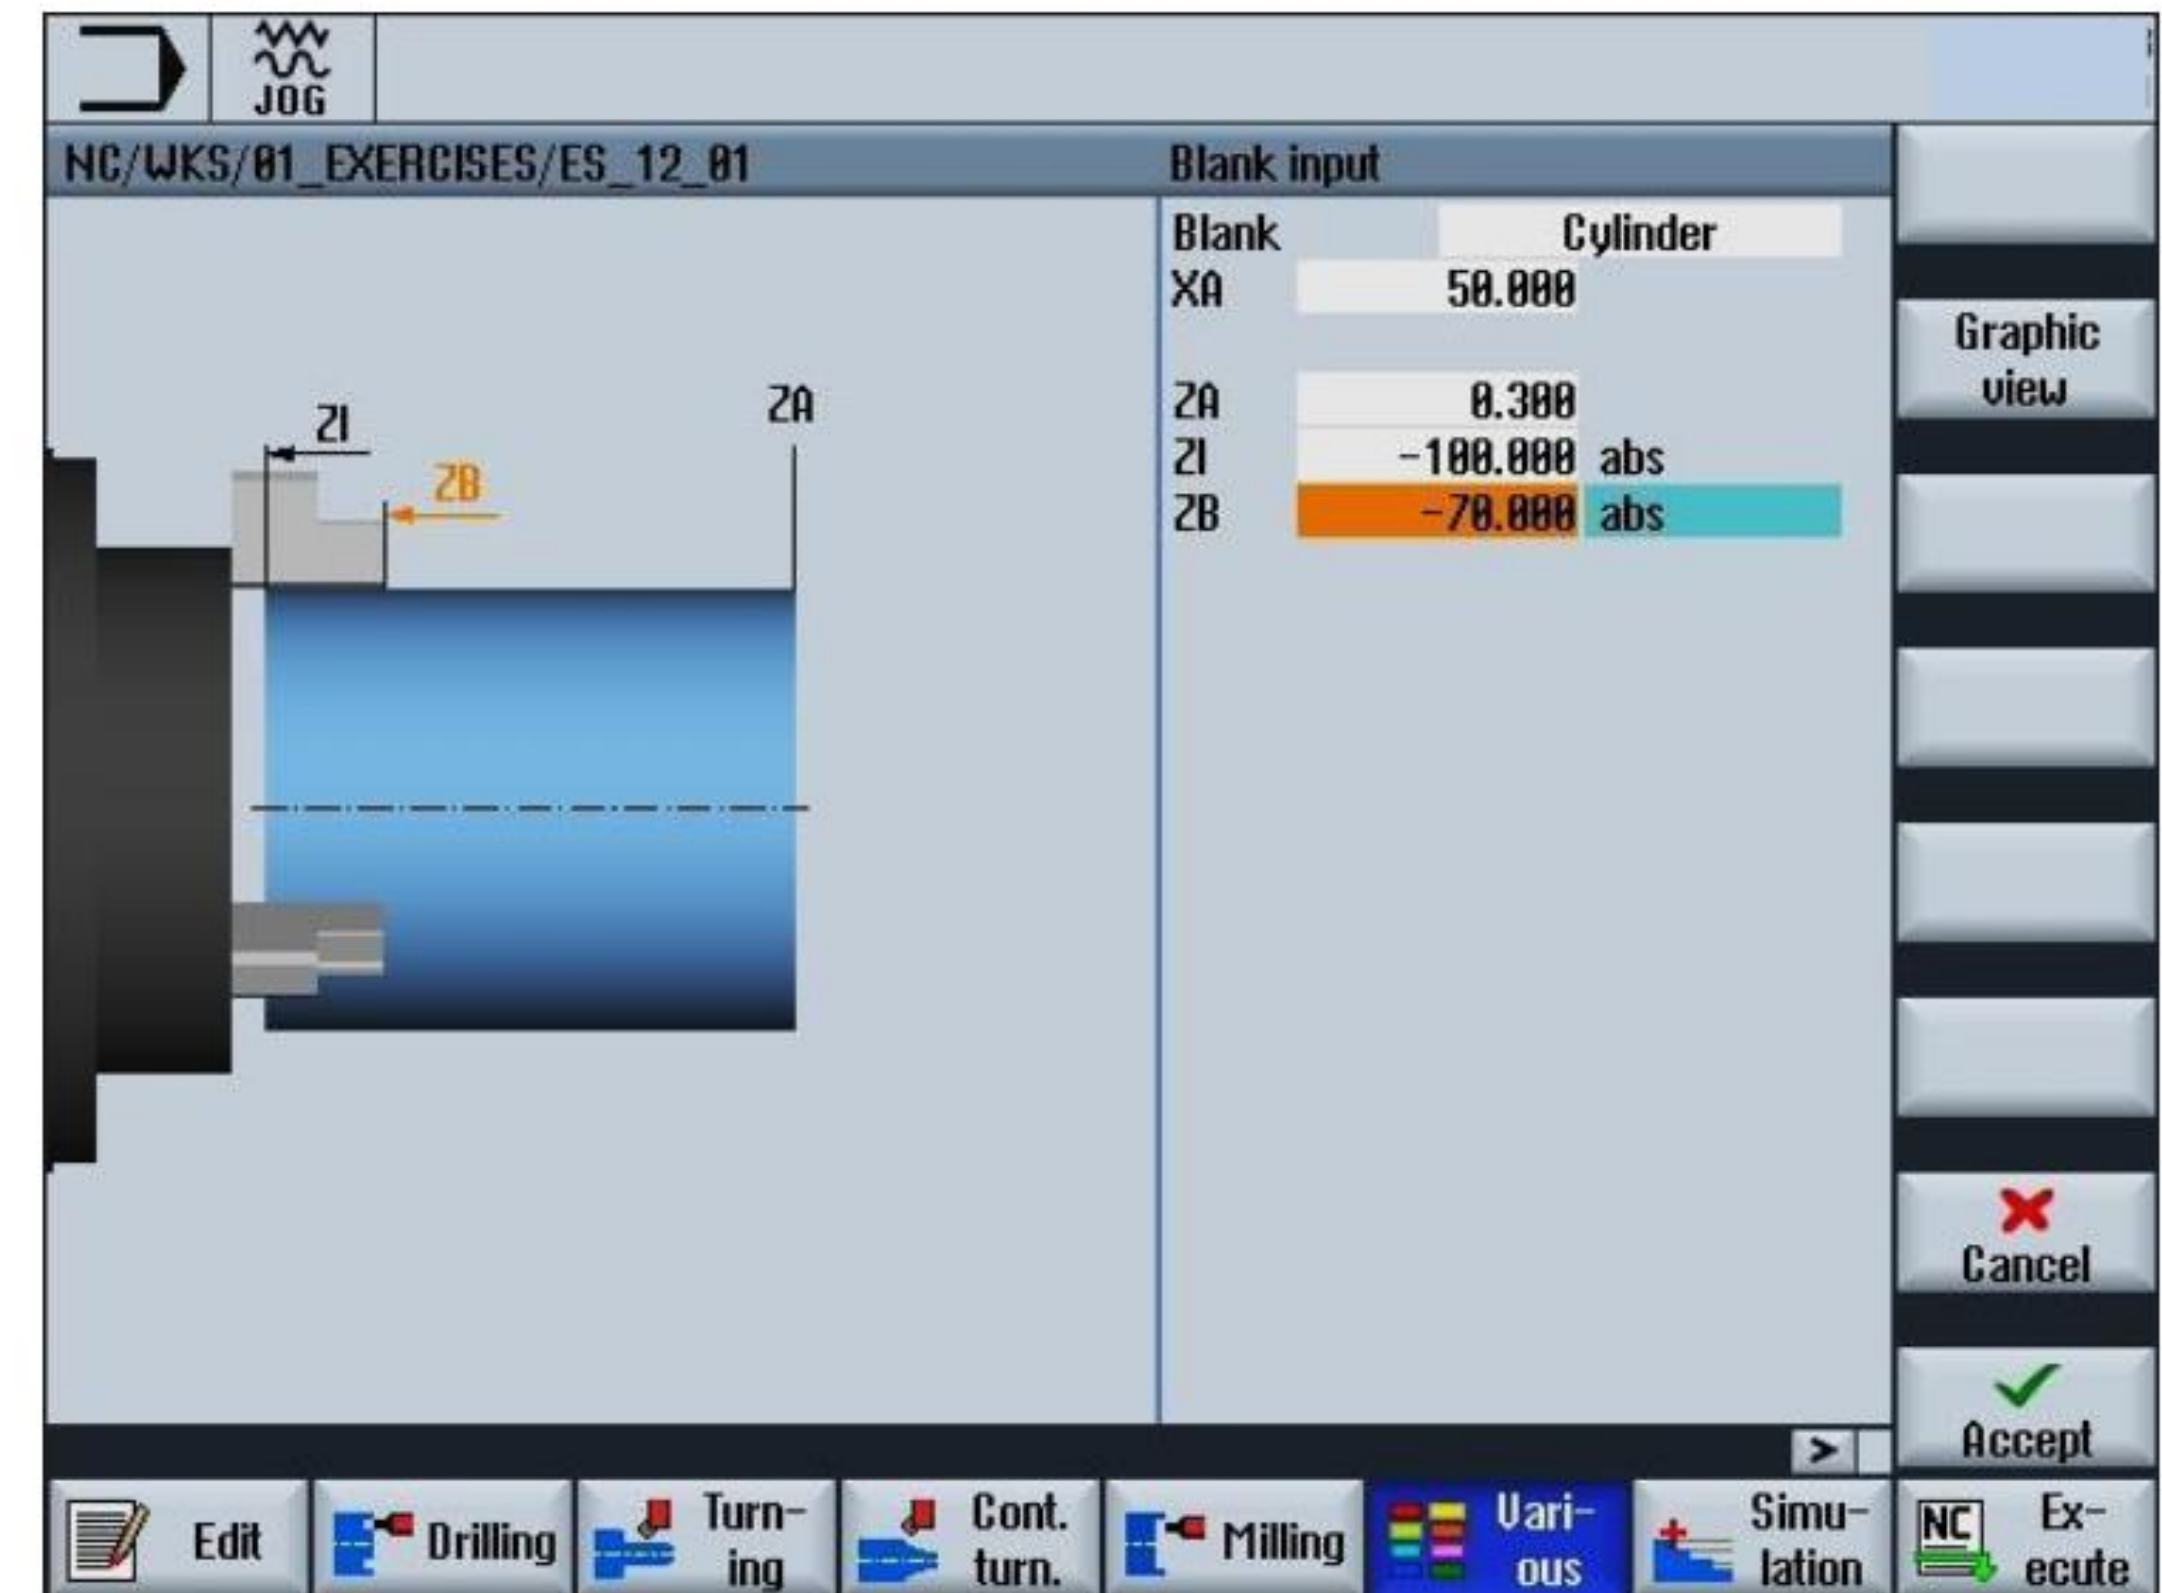 JOG
NC/WKS/01_EXERCISES/ES_12_01
Blank input
Blank Cylinder
XA 50.000
ZA 0.300
ZI -100.000 abs
ZB -70.000 abs
ZI
ZB
ZA
Graphic
view
Cancel
Accept
>
Edit
Drilling
Turn-
ing
Cont.
turn.
Milling
Vari-
ous
Simu-
lation
NC
Ex-
ecute